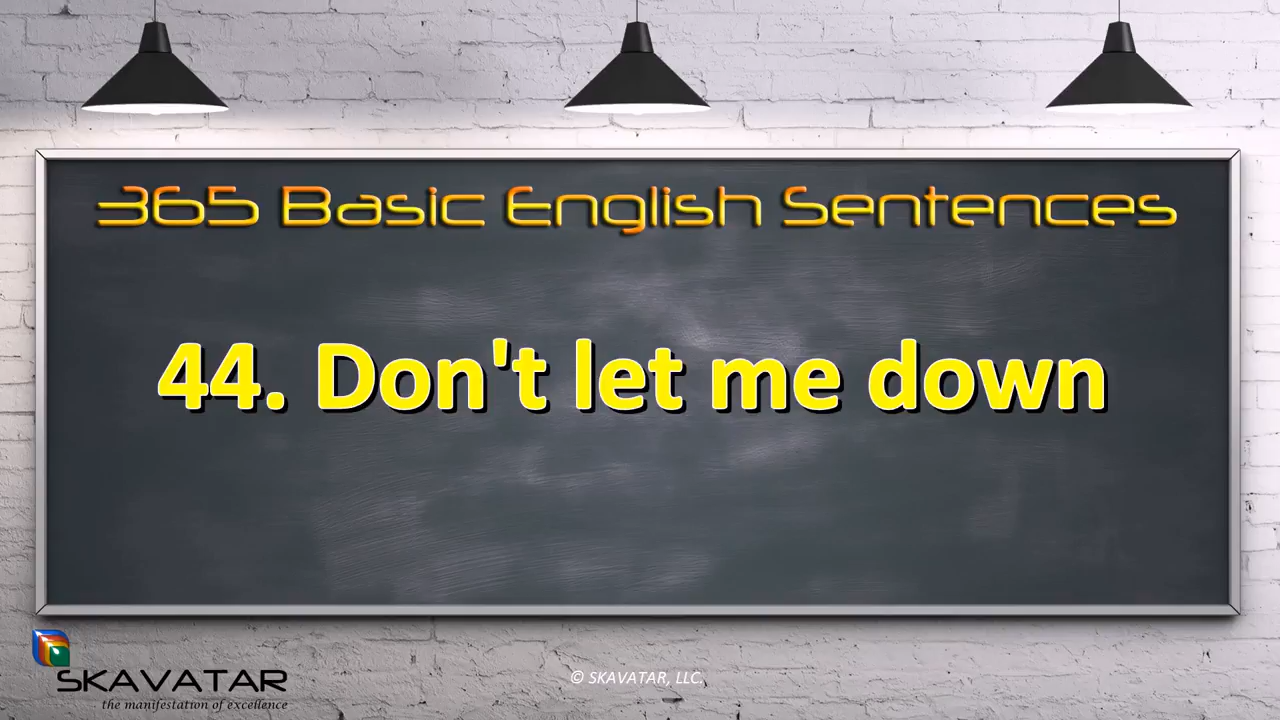 365 Basic English Sentences
44. Don't let me down
SKAVATAR
the manifestation of excellence
© SKAVATAR, LLC.